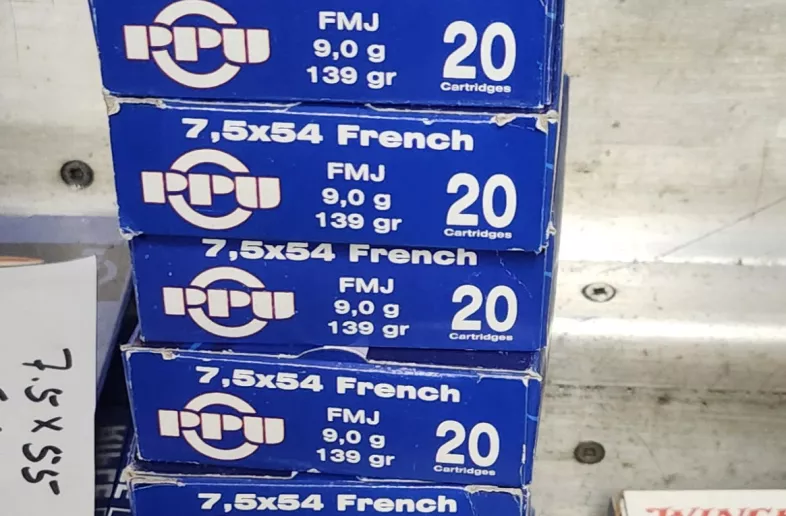 PPU
FMJ
9,0 g
139 gr
20
Cartridges
7,5x54 French
PPU
FMJ
9,0 g
139 gr
20
Cartridges
7,5x54 French
PPU
FMJ
9,0 g
139 gr
20
Cartridges
7,5x54 French
PPU
FMJ
9,0 g
139 gr
20
Cartridges
7,5x54 French
7.5 x 55